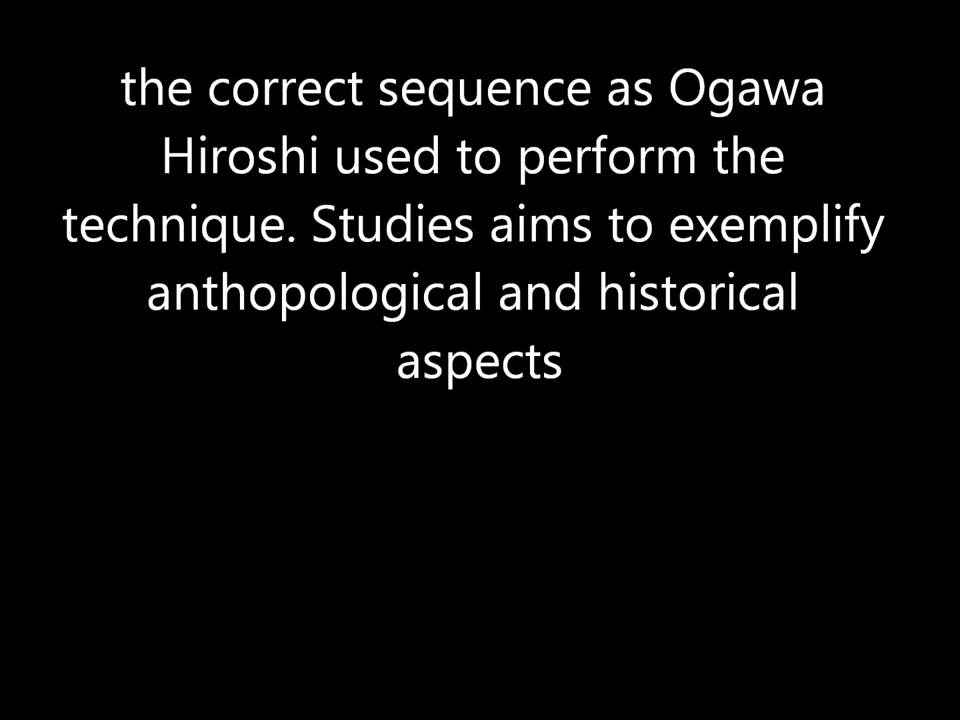 the correct sequence as Ogawa
Hiroshi used to perform the
technique. Studies aims to exemplify
anthopological and historical
aspects